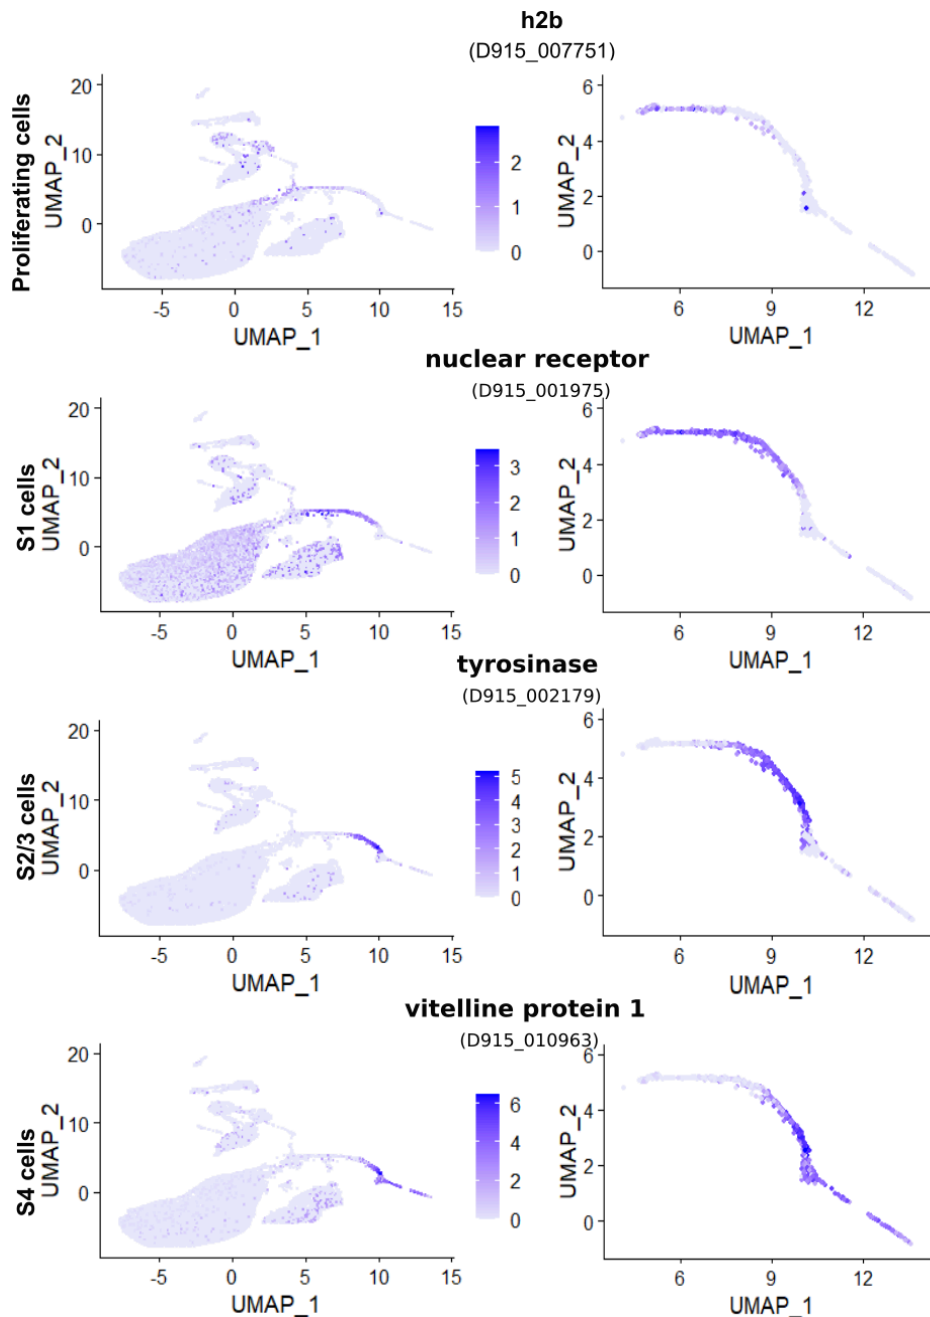 h2b
(D915_007751)
Proliferating cells
UMAP_2
20
10
0
-5 0 5 10 15
UMAP_1
2
1
0
UMAP_2
6
4
2
0
6 9 12
UMAP_1
nuclear receptor
(D915_001975)
S1 cells
UMAP_2
20
10
0
-5 0 5 10 15
UMAP_1
3
2
1
0
UMAP_2
6
4
2
0
6 9 12
UMAP_1
tyrosinase
(D915_002179)
S2/3 cells
UMAP_2
20
10
0
-5 0 5 10 15
UMAP_1
5
4
3
2
1
0
UMAP_2
6
4
2
0
6 9 12
UMAP_1
vitelline protein 1
(D915_010963)
S4 cells
UMAP_2
20
10
0
-5 0 5 10 15
UMAP_1
6
4
2
0
UMAP_2
6
4
2
0
6 9 12
UMAP_1